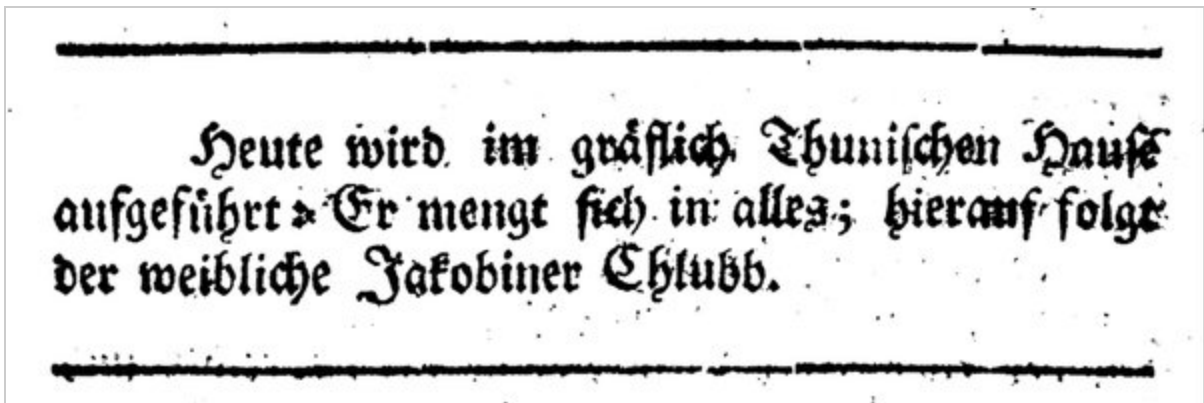 Heute wird im gräflich Thunischen Hause
aufgeführt: Er mengt sich in alles; hierauf folgt
der weibliche Jakobiner Chlubb.